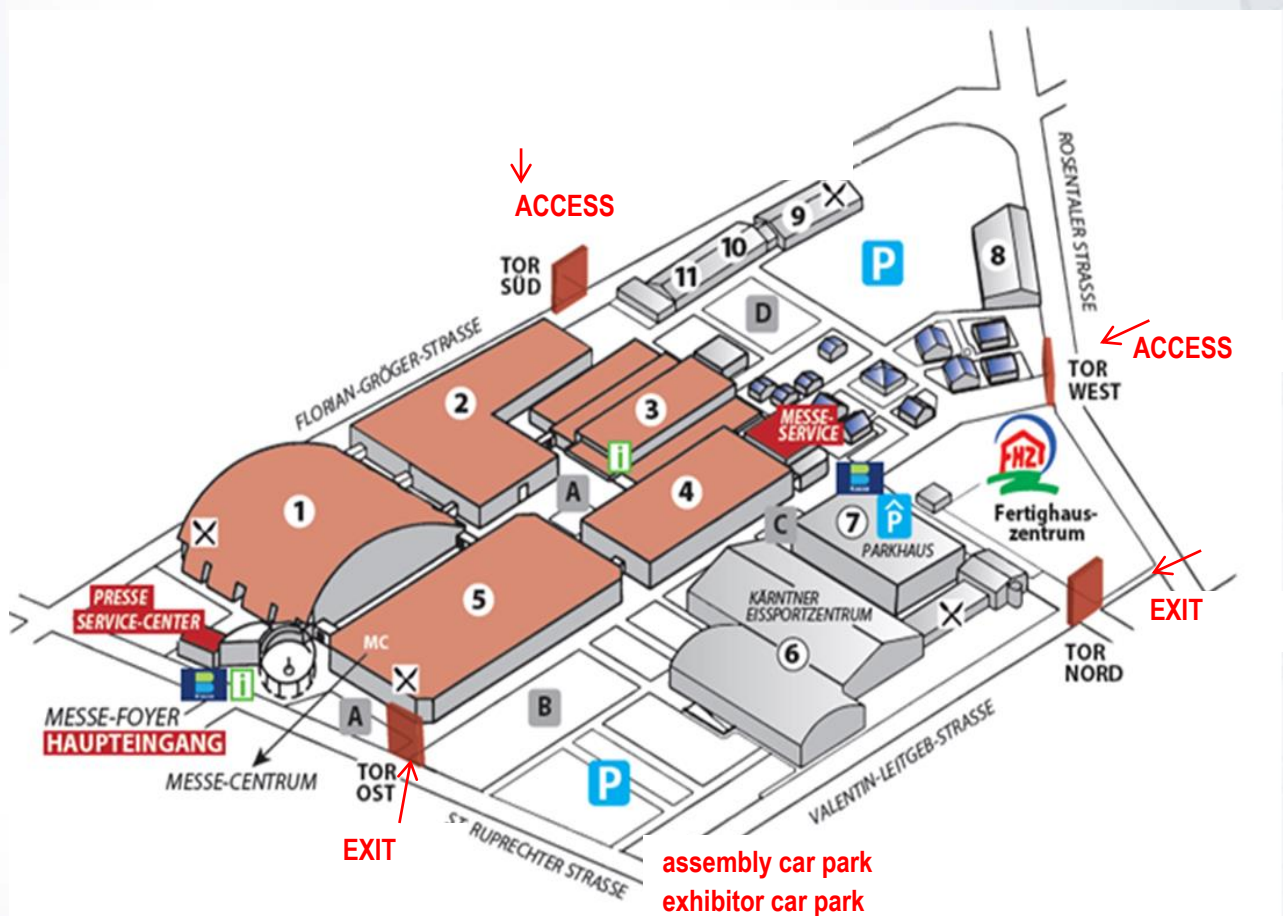 ACCESS
ROSENTALER STRASSE
9
10
11
8
P
TOR
SÜD
D
FLORIAN-GRÖGER-STRASSE
ACCESS
TOR
WEST
2
3
MESSE-
SERVICE
i
A
4
FHZ
Fertighaus-
zentrum
1
C
7
P
PARKHAUS
5
KÄRNTNER
EISSPORTZENTRUM
EXIT
PRESSE
SERVICE-CENTER
MC
6
TOR
NORD
i
A
B
MESSE-FOYER
HAUPTEINGANG
MESSE-CENTRUM
TOR
OST
P
VALENTIN-LEITGEB-STRASSE
ST. RUPRECHTER STRASSE
EXIT
assembly car park
exhibitor car park